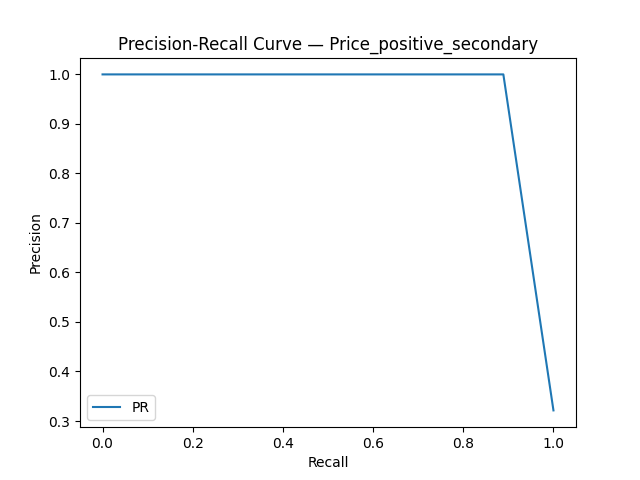 Precision-Recall Curve — Price_positive_secondary
1.0
0.9
0.8
0.7
0.6
0.5
0.4
0.3
Precision
PR
0.0 0.2 0.4 0.6 0.8 1.0
Recall